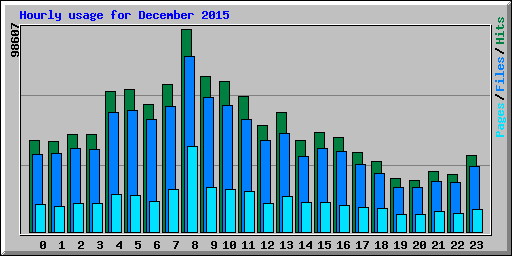 Hourly usage for December 2015
98607
Pages/Files/Hits
0 1 2 3 4 5 6 7 8 9 10 11 12 13 14 15 16 17 18 19 20 21 22 23